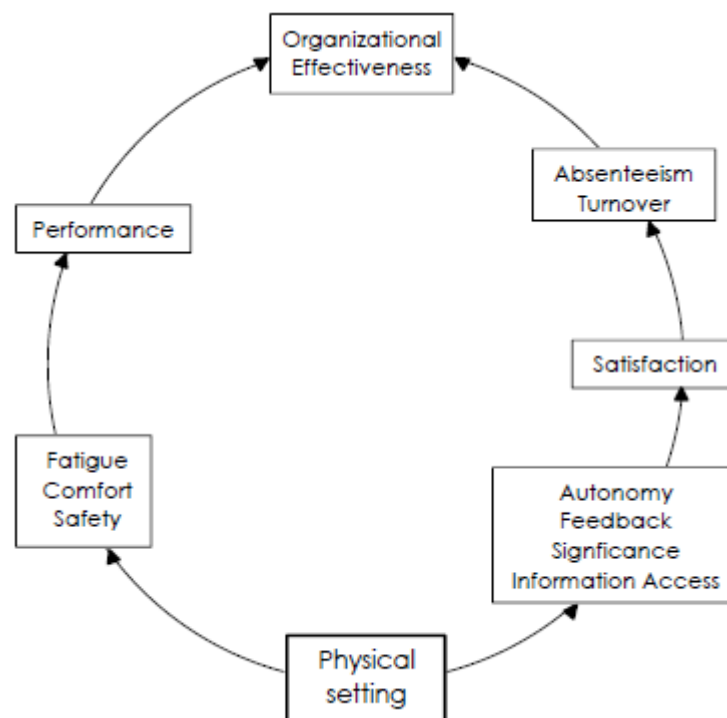 Organizational
Effectiveness
Absenteeism
Turnover
Performance
Satisfaction
Fatigue
Comfort
Safety
Autonomy
Feedback
Signficance
Information Access
Physical
setting